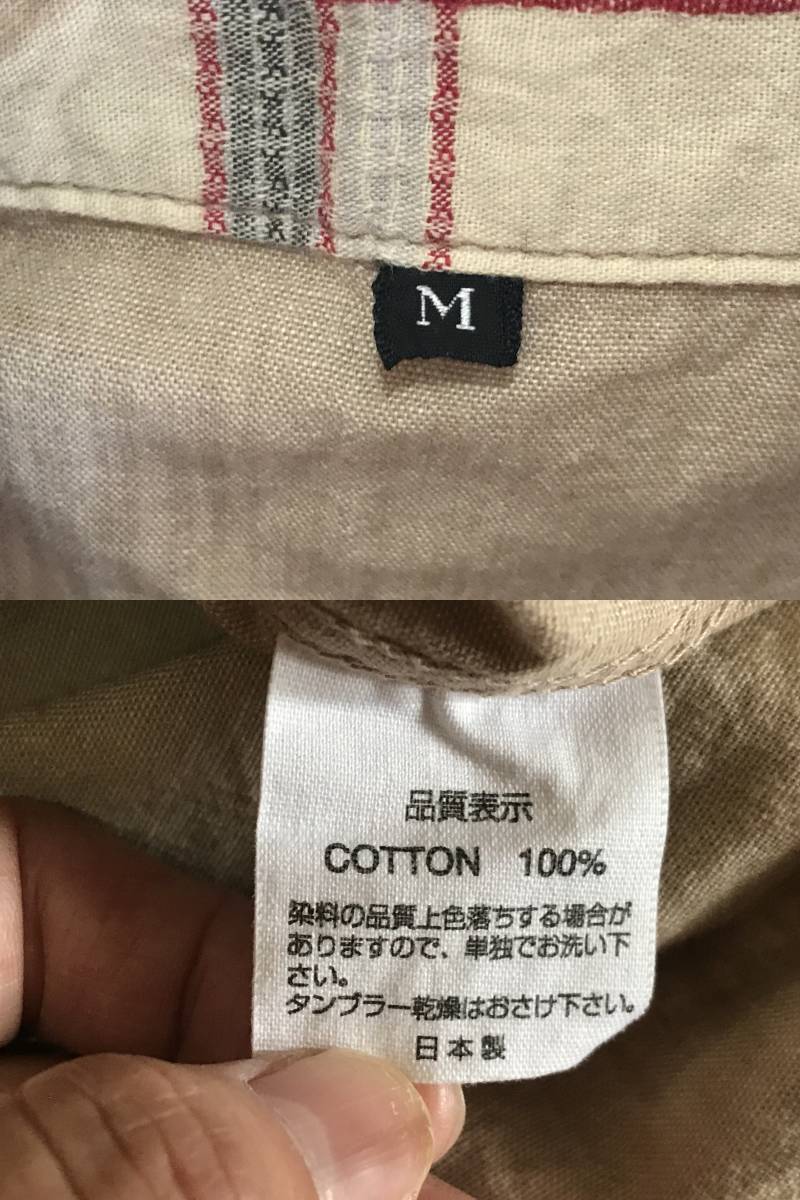 M
品質表示
COTTON 100%
染料の品質上色落ちする場合が
ありますので、単独でお洗い下
さい。
タンブラー乾燥はおさけ下さい。
日本製